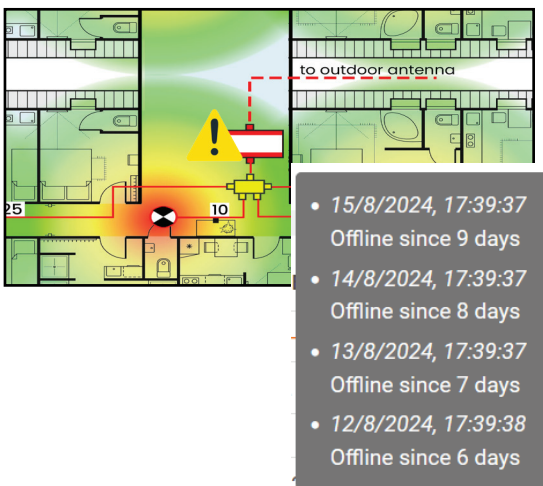 to outdoor antenna
25
10
15/8/2024, 17:39:37
Offline since 9 days
14/8/2024, 17:39:37
Offline since 8 days
13/8/2024, 17:39:37
Offline since 7 days
12/8/2024, 17:39:38
Offline since 6 days